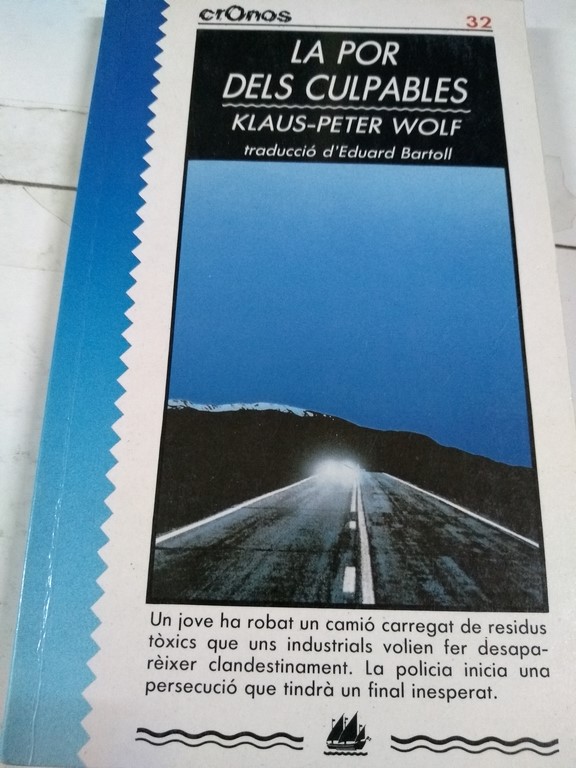 crOnos
32
LA POR
DELS CULPABLES
KLAUS-PETER WOLF
traducció d'Eduard Bartoll
Un jove ha robat un camió carregat de residus
tòxics que uns industrials volien fer desapa-
rèixer clandestinament. La policia inicia una
persecució que tindrà un final inesperat.